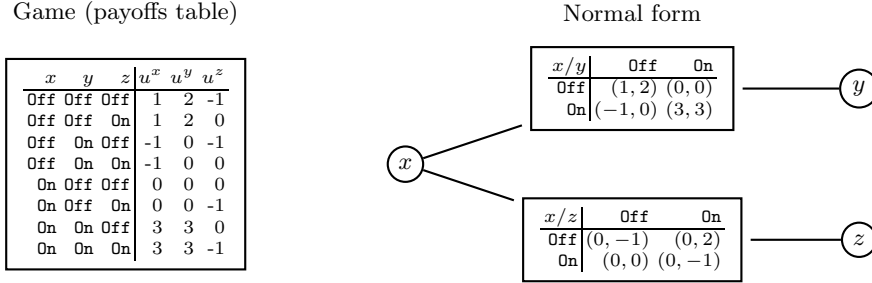 Game (payoffs table)
x y z u^x u^y u^z
Off Off Off 1 2 -1
Off Off On 1 2 0
Off On Off -1 0 -1
Off On On -1 0 0
On Off Off 0 0 0
On Off On 0 0 -1
On On Off 3 3 0
On On On 3 3 -1
Normal form
x/y Off On
Off (1, 2) (0, 0)
On (−1, 0) (3, 3)
y
x
x/z Off On
Off (0, −1) (0, 2)
On (0, 0) (0, −1)
z